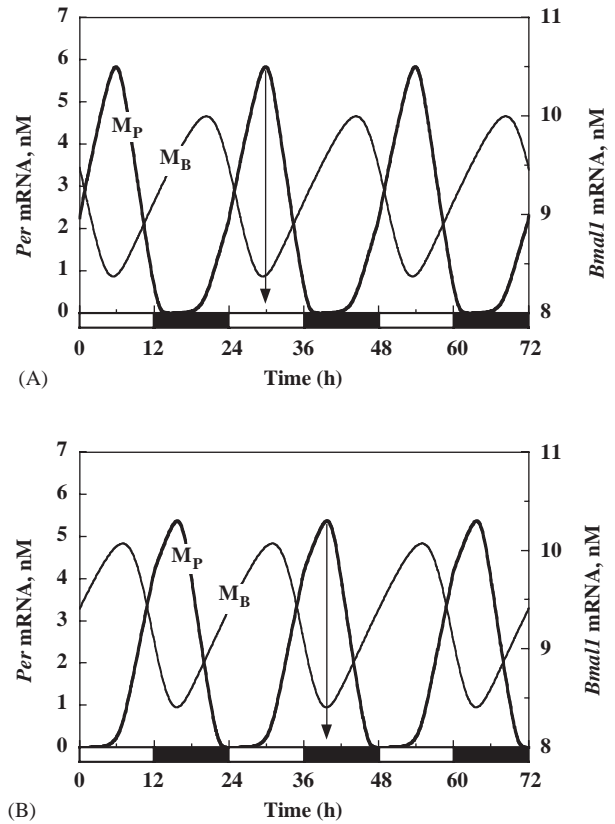 7 11
6
5 10
M_P
4 M_B
3 9
2
1
0 8
Per mRNA, nM
Bmal1 mRNA, nM
0 12 24 36 48 60 72
(A) Time (h)
7 11
6
5 10
M_P
4
3 M_B 9
2
1
0 8
Per mRNA, nM
Bmal1 mRNA, nM
0 12 24 36 48 60 72
(B) Time (h)